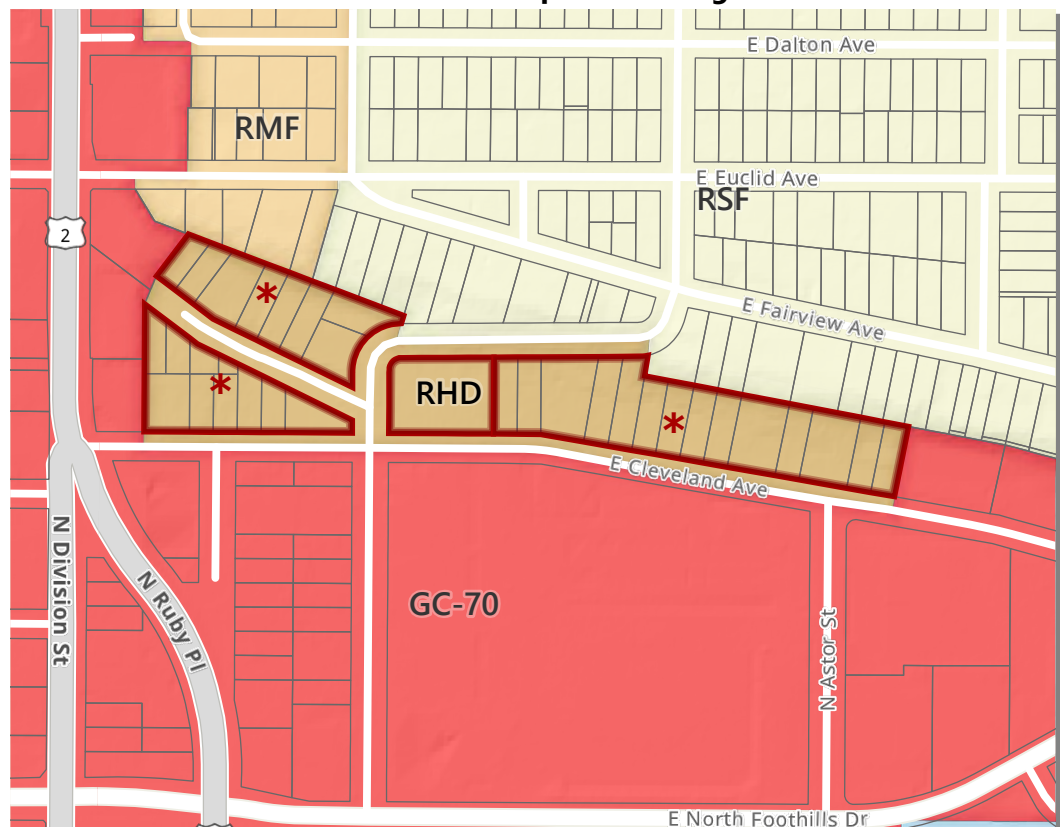 E Dalton Ave
RMF
E Euclid Ave
RSF
2
*
E Fairview Ave
*
RHD
*
E Cleveland Ave
N Division St
N Ruby Pl
GC-70
N Astor St
E North Foothills Dr